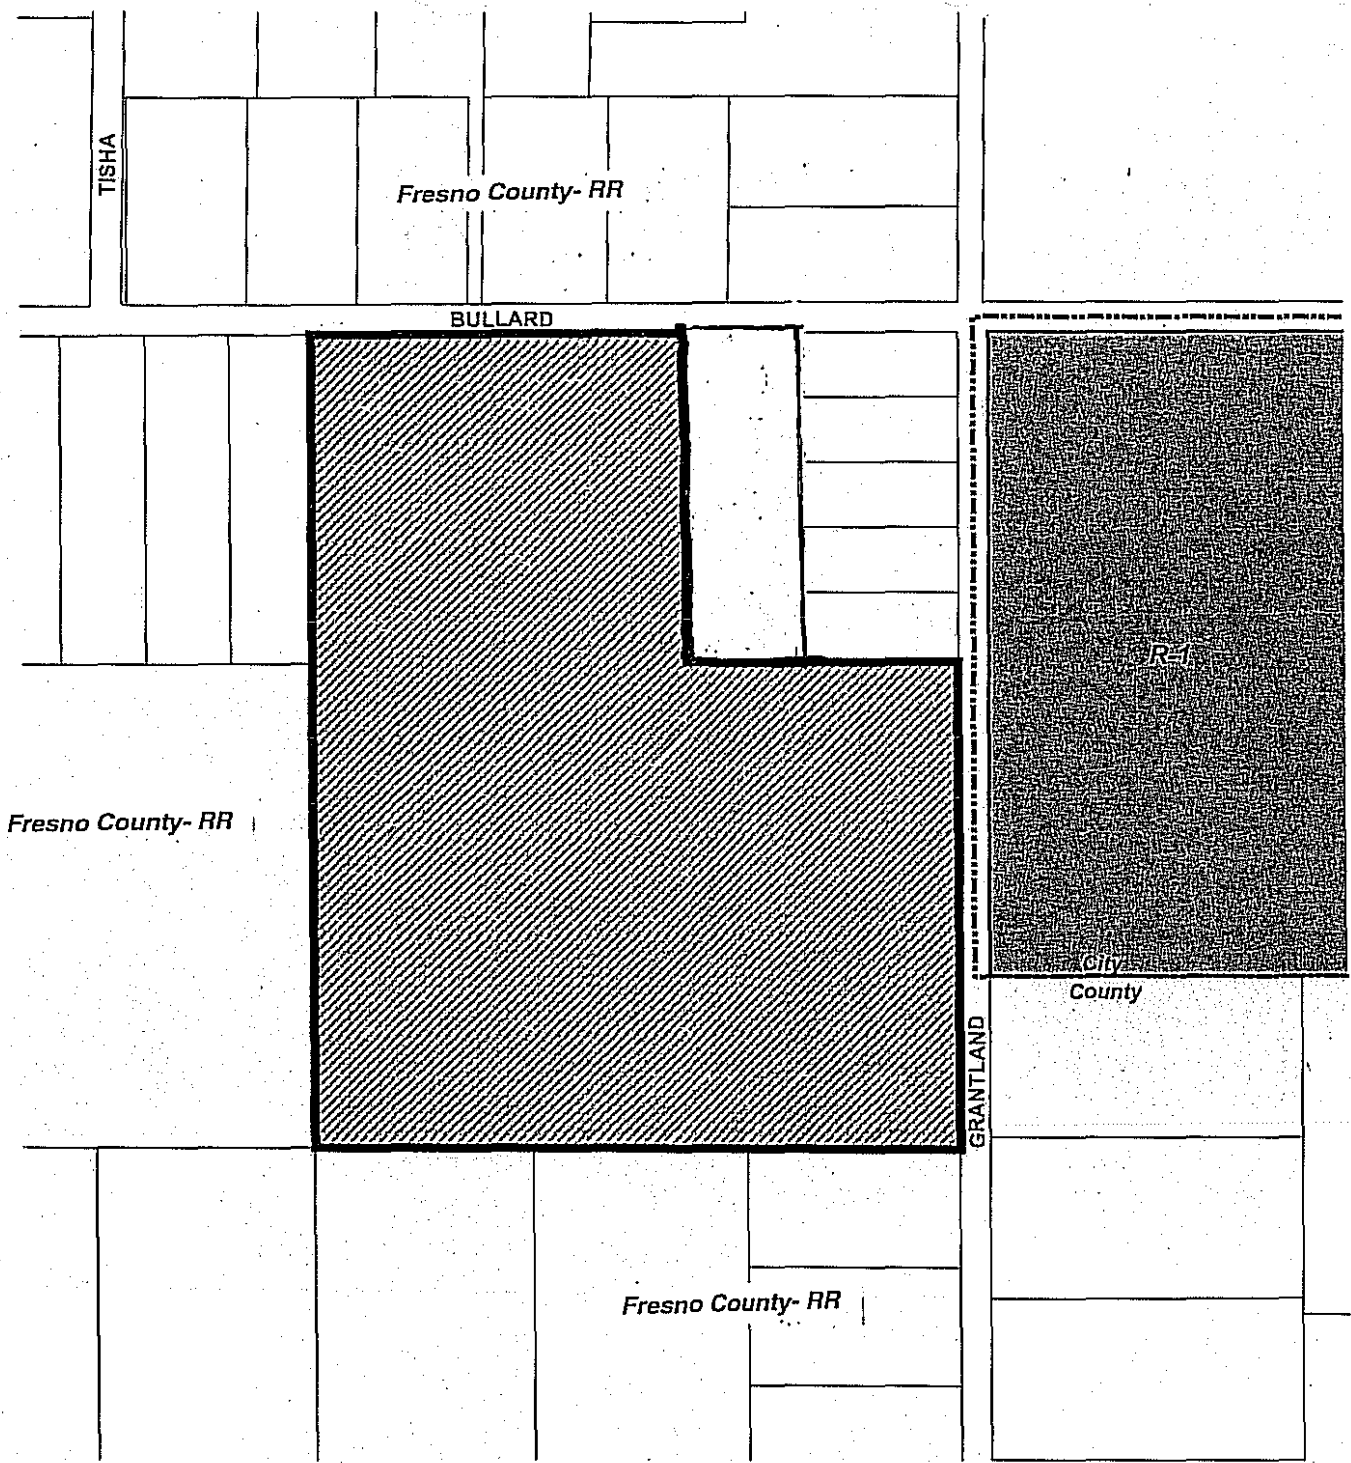 TISHA
Fresno County- RR
BULLARD
R-1
Fresno County- RR
City
County
GRANTLAND
Fresno County- RR